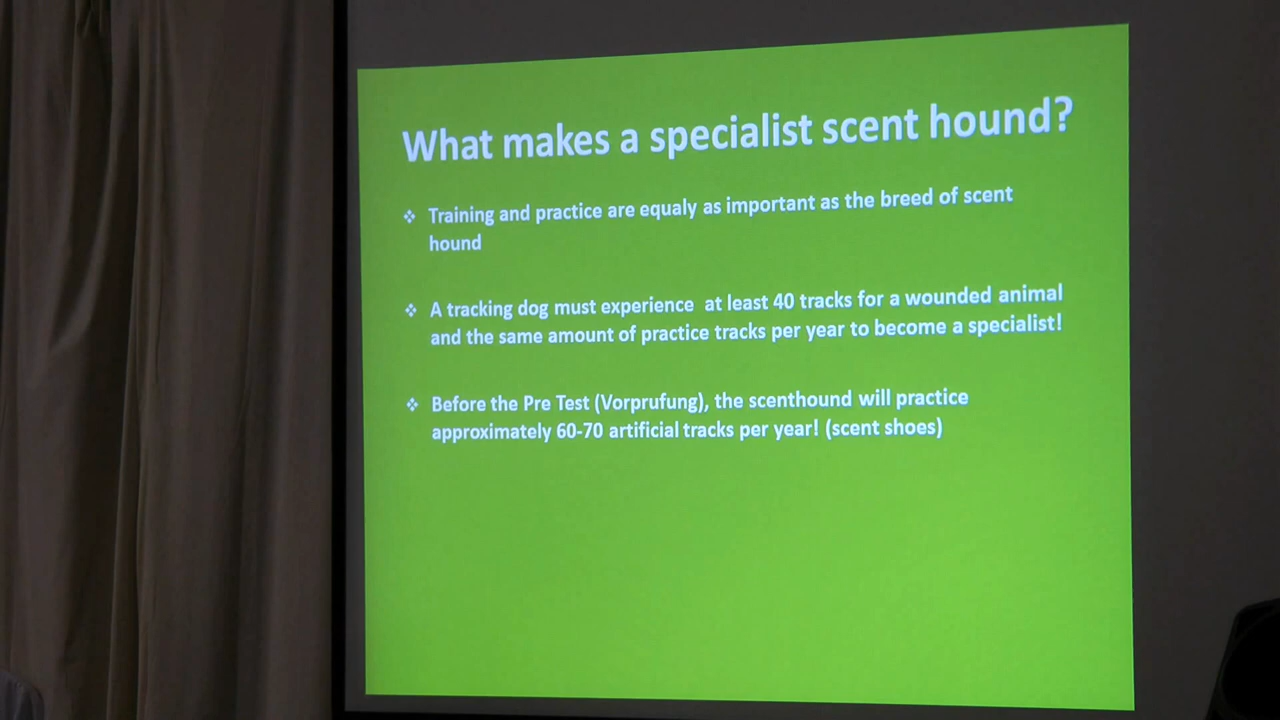 What makes a specialist scent hound?
❖ Training and practice are equaly as important as the breed of scent
hound
❖ A tracking dog must experience at least 40 tracks for a wounded animal
and the same amount of practice tracks per year to become a specialist!
❖ Before the Pre Test (Vorprufung), the scenthound will practice
approximately 60-70 artificial tracks per year! (scent shoes)